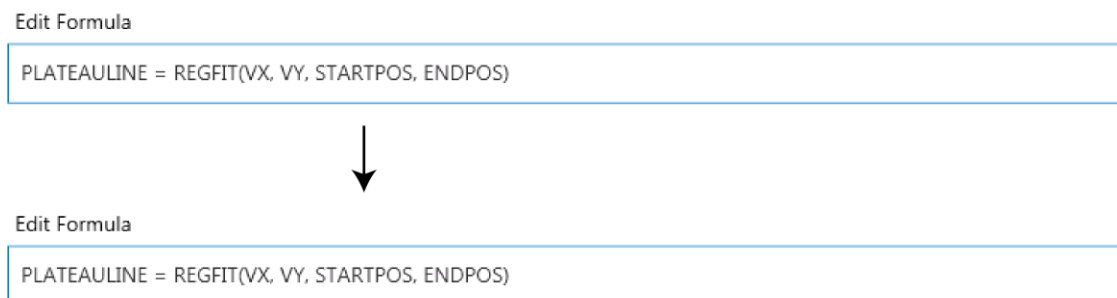 Edit Formula
PLATEAULINE = REGFIT(VX, VY, STARTPOS, ENDPOS)
Edit Formula
PLATEAULINE = REGFIT(VX, VY, STARTPOS, ENDPOS)